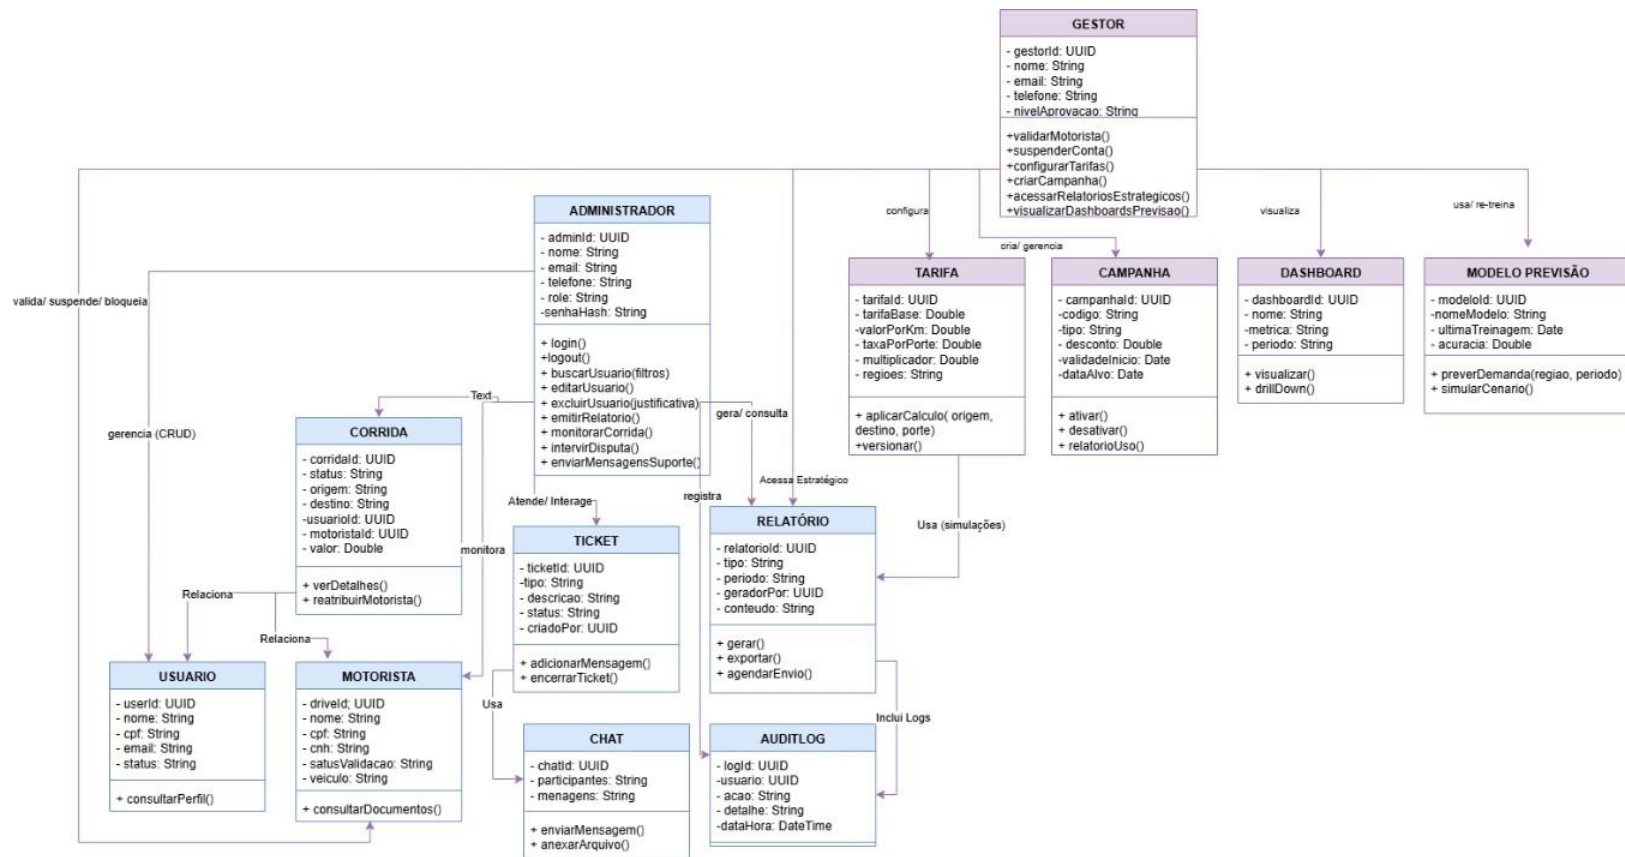 GESTOR
- gestorId: UUID
- nome: String
- email: String
- telefone: String
- nivelAprovacao: String
+validarMotorista()
+suspenderConta()
+configurarTarifas()
+criarCampanha()
+acessarRelatoriosEstrategicos()
+visualizarDashboardsPrevisao()
configura
cria/ gerencia
visualiza
usa/ re-treina
valida/ suspende/ bloqueia
ADMINISTRADOR
- adminId: UUID
- nome: String
- email: String
- telefone: String
- role: String
-senhaHash: String
+ login()
+logout()
+ buscarUsuario(filtros)
+ editarUsuario()
+ excluirUsuario(justificativa)
+ emitirRelatorio()
+ monitorarCorrida()
+ intervirDisputa()
+ enviarMensagensSuporte()
TARIFA
- tarifaId: UUID
- tarifaBase: Double
-valorPorKm: Double
- taxaPorPorte: Double
- multiplicador: Double
- regioes: String
+ aplicarCalculo( origem,
destino, porte)
+versionar()
CAMPANHA
- campanhaId: UUID
-codigo: String
-tipo: String
- desconto: Double
-validadeInicio: Date
-dataAlvo: Date
+ ativar()
+ desativar()
+ relatorioUso()
DASHBOARD
- dashboardId: UUID
- nome: String
-metrica: String
- periodo: String
+ visualizar()
+ drillDown()
MODELO PREVISÃO
- modeloId: UUID
-nomeModelo: String
- ultimaTreinagem: Date
- acuracia: Double
+ preverDemanda(regiao, periodo)
+ simularCenario()
gerencia (CRUD)
Text
gera/ consulta
Acessa Estratégico
registra
Atende/ Interage
monitora
Usa (simulações)
CORRIDA
- corridaId: UUID
- status: String
- origem: String
- destino: String
-usuarioId: UUID
- motoristaId: UUID
- valor: Double
+ verDetalhes()
+ reatribuirMotorista()
Relaciona
Relaciona
TICKET
- ticketId: UUID
-tipo: String
- descricao: String
- status: String
- criadoPor: UUID
+ adicionarMensagem()
+ encerrarTicket()
RELATÓRIO
- relatorioId: UUID
- tipo: String
- periodo: String
- geradorPor: UUID
- conteudo: String
+ gerar()
+ exportar()
+ agendarEnvio()
Usa
Inclui Logs
USUARIO
- userId: UUID
- nome: String
- cpf: String
- email: String
- status: String
+ consultarPerfil()
MOTORISTA
- driveId; UUID
- nome: String
- cpf: String
- cnh: String
- satusValidacao: String
- veiculo: String
+ consultarDocumentos()
CHAT
- chatId: UUID
- participantes: String
- menagens: String
+ enviarMensagem()
+ anexarArquivo()
AUDITLOG
- logId: UUID
-usuario: UUID
- acao: String
- detalhe: String
-dataHora: DateTime